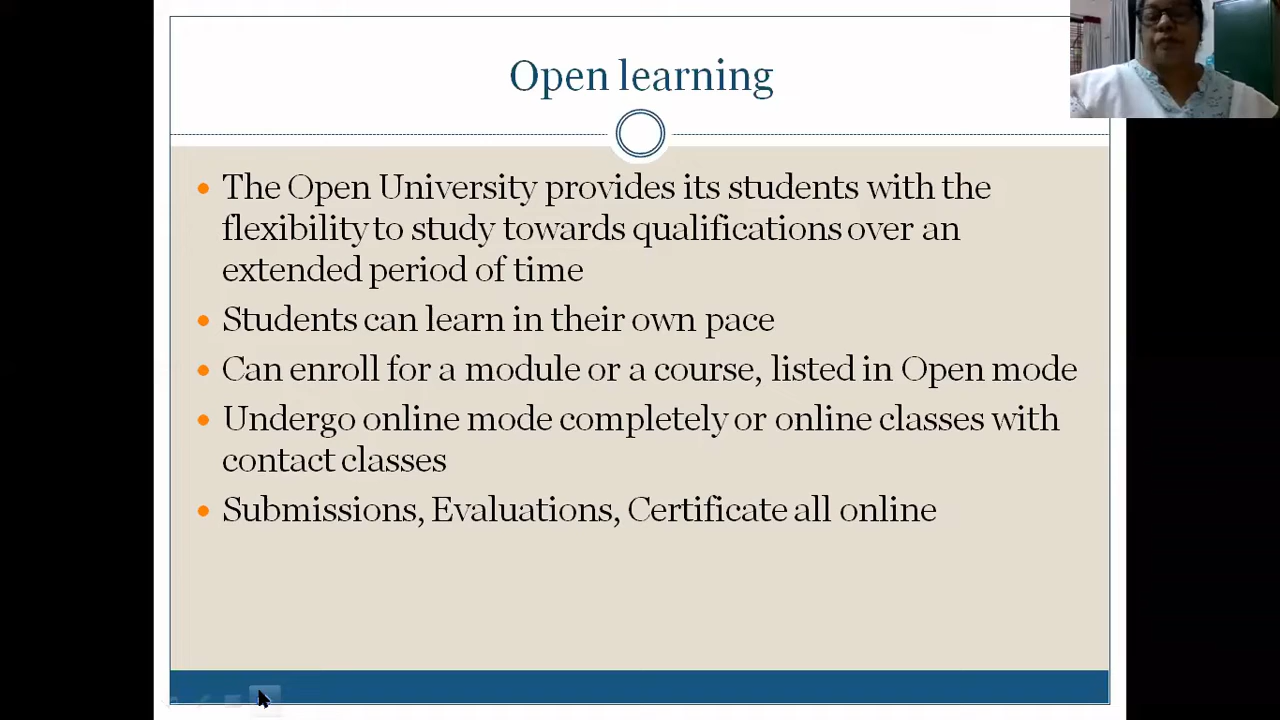 Open learning
The Open University provides its students with the
flexibility to study towards qualifications over an
extended period of time
Students can learn in their own pace
Can enroll for a module or a course, listed in Open mode
Undergo online mode completely or online classes with
contact classes
Submissions, Evaluations, Certificate all online